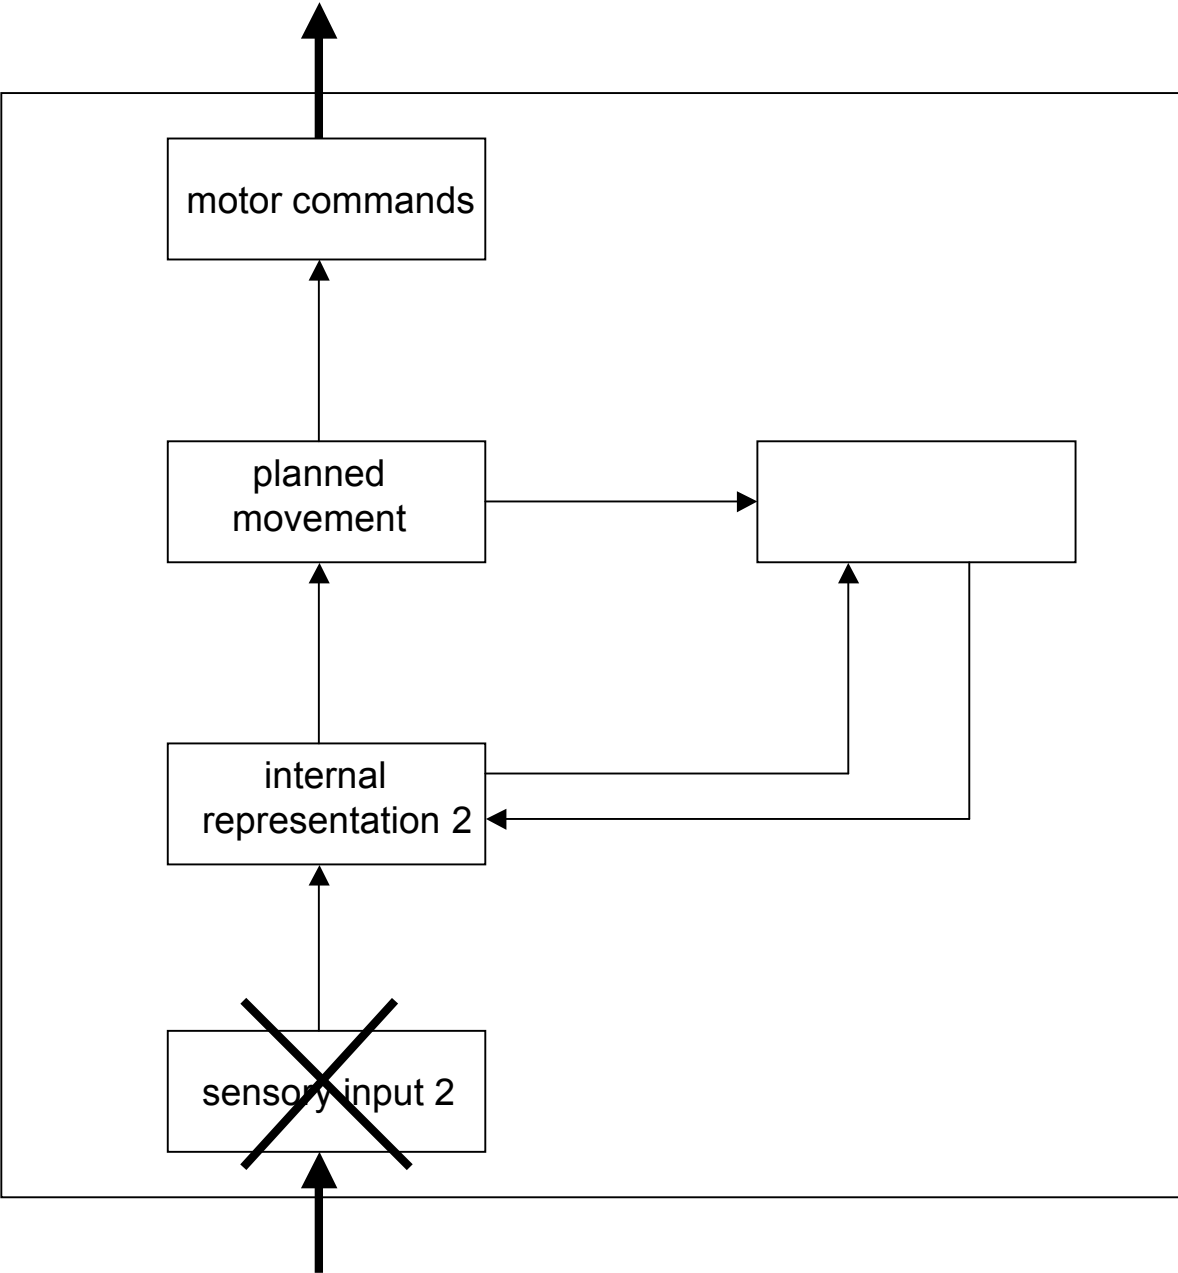 motor commands
planned
movement
internal
representation 2
sensory input 2